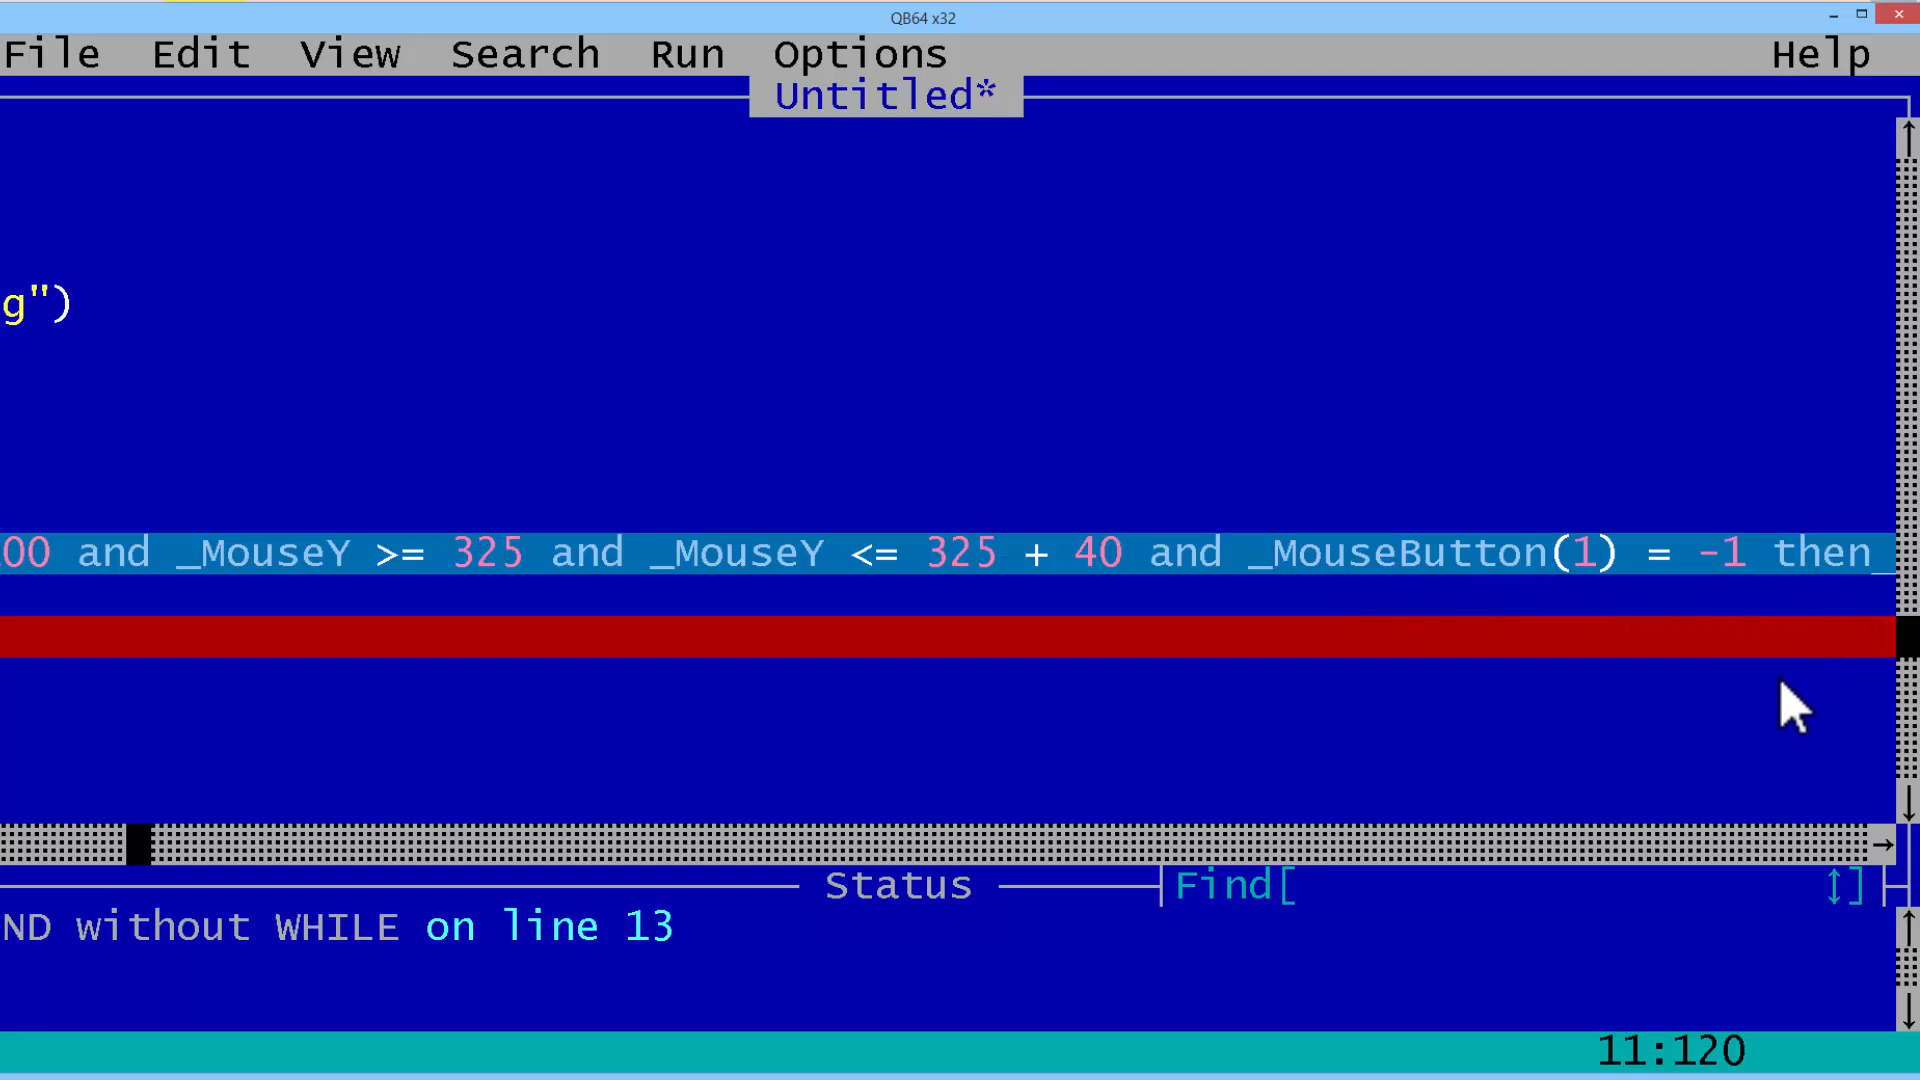 QB64 x32
File Edit View Search Run Options Help
Untitled*
g")
00 and _MouseY >= 325 and _MouseY <= 325 + 40 and _MouseButton(1) = -1 then_
Status Find[ ↕]
ND without WHILE on line 13
11:120